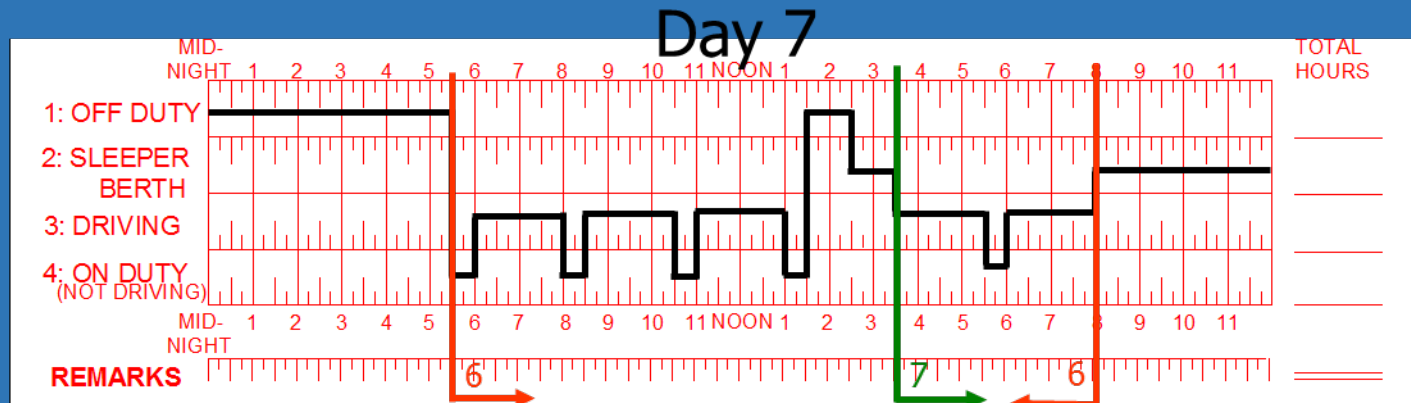 Day 7
MID-
NIGHT 1 2 3 4 5 6 7 8 9 10 11 NOON 1 2 3 4 5 6 7 8 9 10 11
TOTAL
HOURS
1: OFF DUTY
2: SLEEPER
BERTH
3: DRIVING
4: ON DUTY
(NOT DRIVING)
MID-
NIGHT
1 2 3 4 5 6 7 8 9 10 11 NOON 1 2 3 4 5 6 7 8 9 10 11
REMARKS
6 7 6